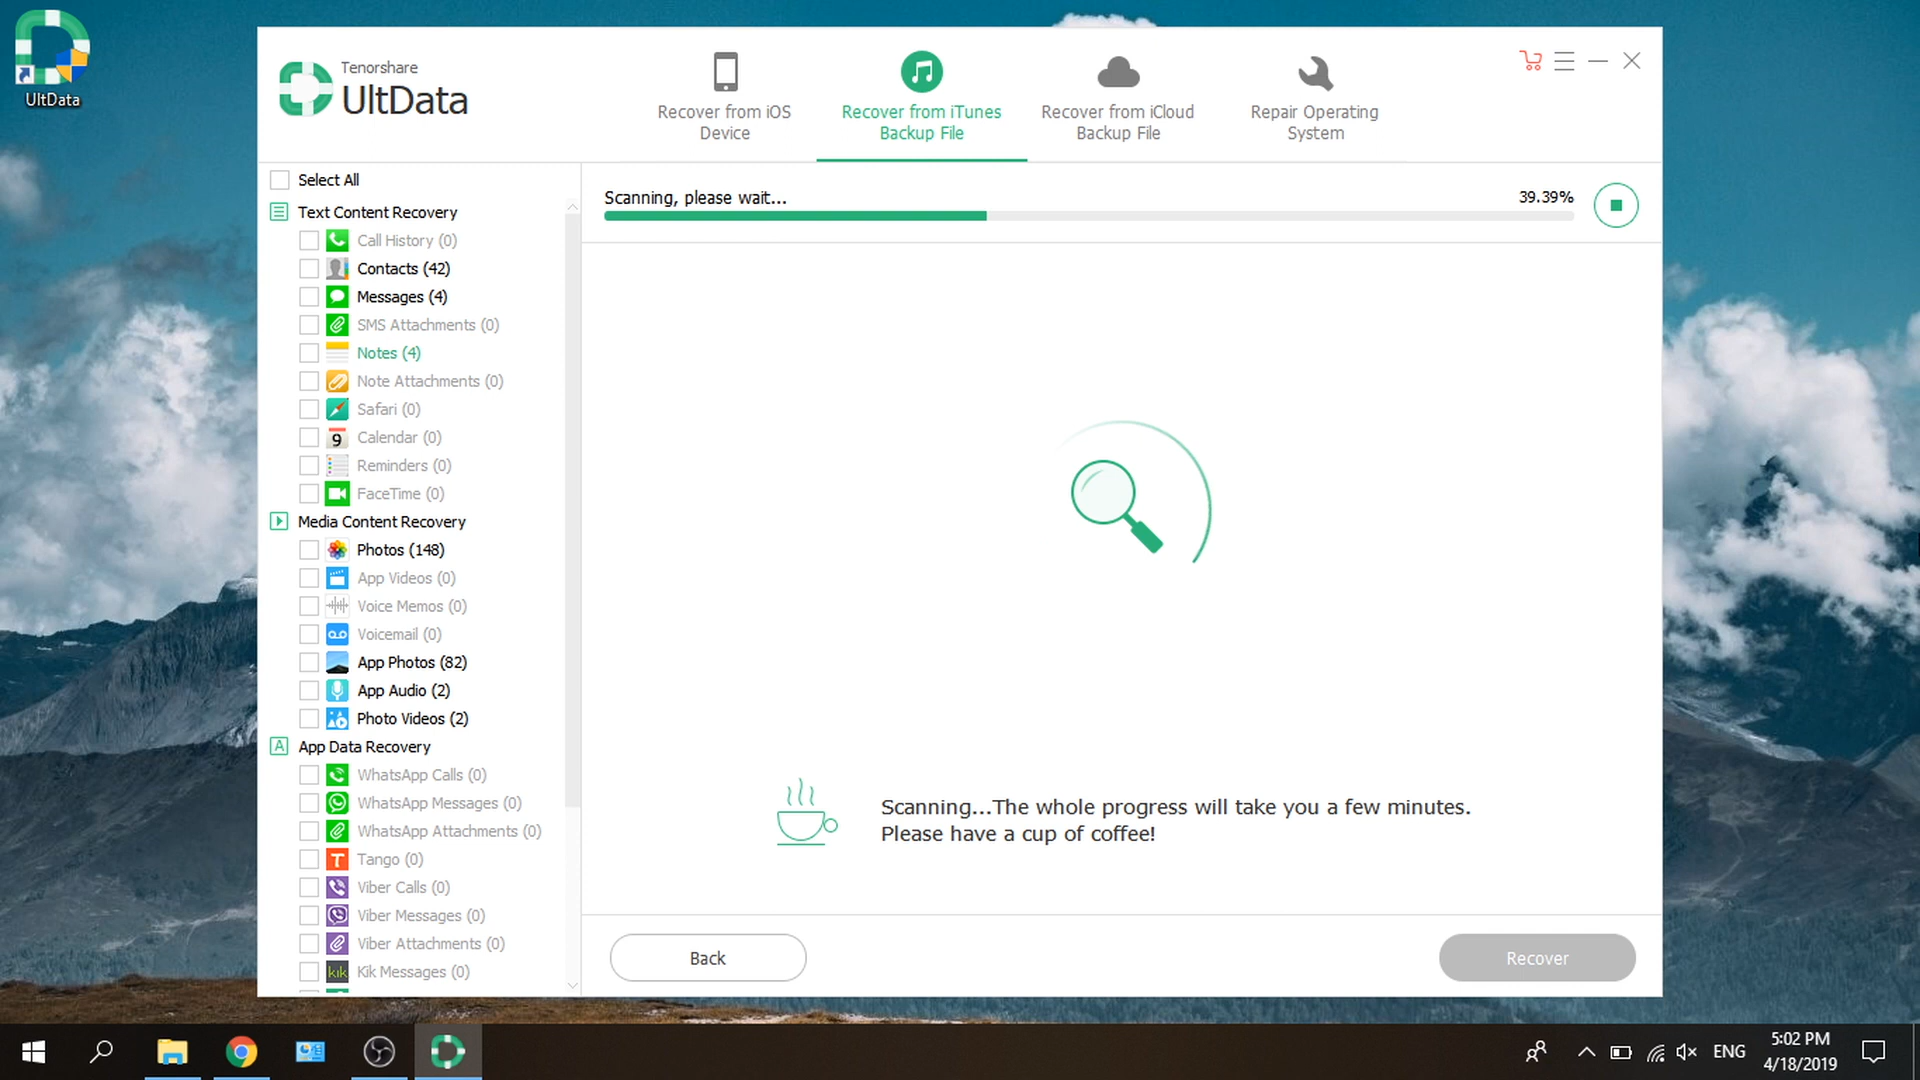 UltData
Tenorshare
UltData
Recover from iOS
Device
Recover from iTunes
Backup File
Recover from iCloud
Backup File
Repair Operating
System
Select All
Text Content Recovery
Call History (0)
Contacts (42)
Messages (4)
SMS Attachments (0)
Notes (4)
Note Attachments (0)
Safari (0)
9
Calendar (0)
Reminders (0)
FaceTime (0)
Media Content Recovery
Photos (148)
App Videos (0)
Voice Memos (0)
Voicemail (0)
App Photos (82)
App Audio (2)
Photo Videos (2)
A
App Data Recovery
WhatsApp Calls (0)
WhatsApp Messages (0)
WhatsApp Attachments (0)
T
Tango (0)
Viber Calls (0)
Viber Messages (0)
Viber Attachments (0)
kik
Kik Messages (0)
Scanning, please wait...
39.39%
Scanning...The whole progress will take you a few minutes.
Please have a cup of coffee!
Back
Recover
ENG
5:02 PM
4/18/2019